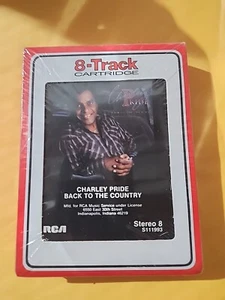 8-Track
CARTRIDGE
CHARLEY PRIDE
BACK TO THE COUNTRY
Mfd. for RCA Music Service under License
6550 East 30th Street
Indianapolis, Indiana 46219
RCA
Stereo 8
S111993